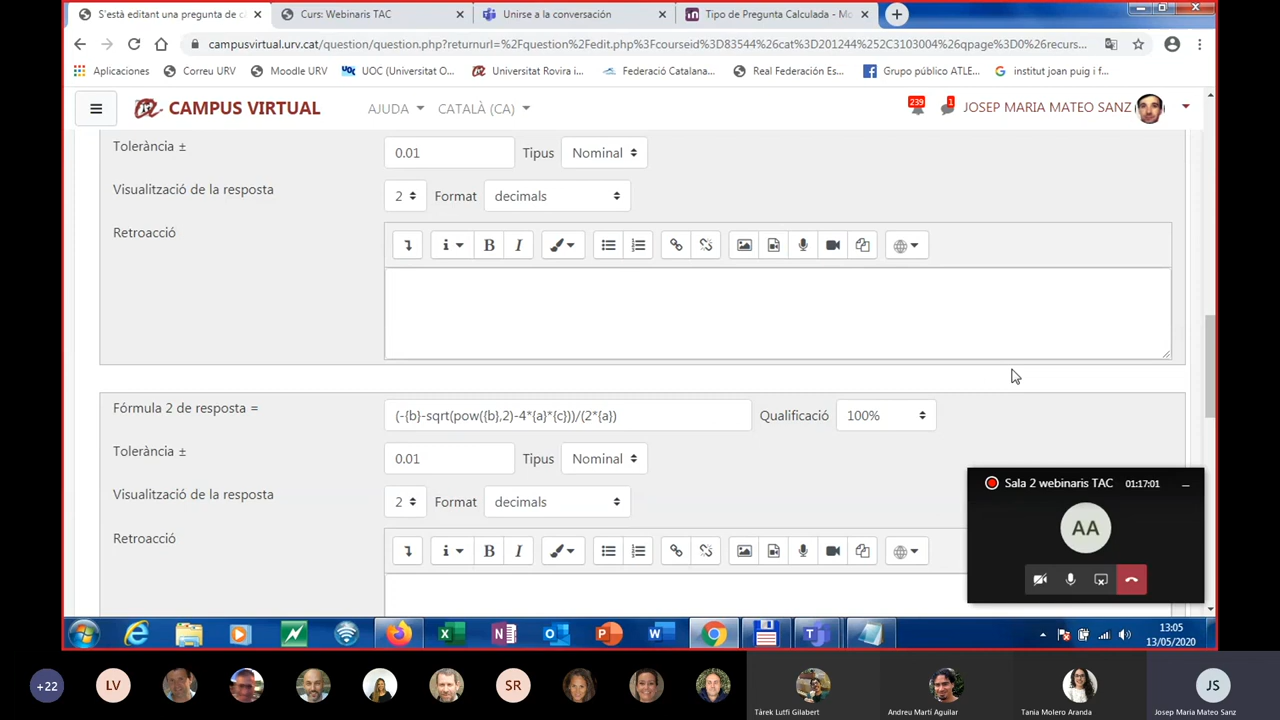 S'està editant una pregunta de c
Curs: Webinaris TAC
Unirse a la conversación
Tipo de Pregunta Calculada - Mo
campusvirtual.urv.cat/question/question.php?returnurl=%2Fquestion%2Fedit.php%3Fcourseid%3D83544%26cat%3D201244%252C3103004%26qpage%3D0%26recurs...
Aplicaciones
Correu URV
Moodle URV
UOC (Universitat O...
Universitat Rovira i...
Federació Catalana...
Real Federación Es...
Grupo público ATLE...
institut joan puig i f...
CAMPUS VIRTUAL
AJUDA
CATALÀ (CA)
239
1
JOSEP MARIA MATEO SANZ
Tolerància ±
0.01
Tipus
Nominal
Visualització de la resposta
2
Format
decimals
Retroacció
Fórmula 2 de resposta =
(-{b}-sqrt(pow({b},2)-4*{a}*{c}))/(2*{a})
Qualificació
100%
Tolerància ±
0.01
Tipus
Nominal
Visualització de la resposta
2
Format
decimals
Retroacció
Sala 2 webinaris TAC
01:17:01
AA
13:05
13/05/2020
+22
LV
SR
JS
Tàrek Lutfi Gilabert
Andreu Martí Aguilar
Tania Molero Aranda
Josep Maria Mateo Sanz